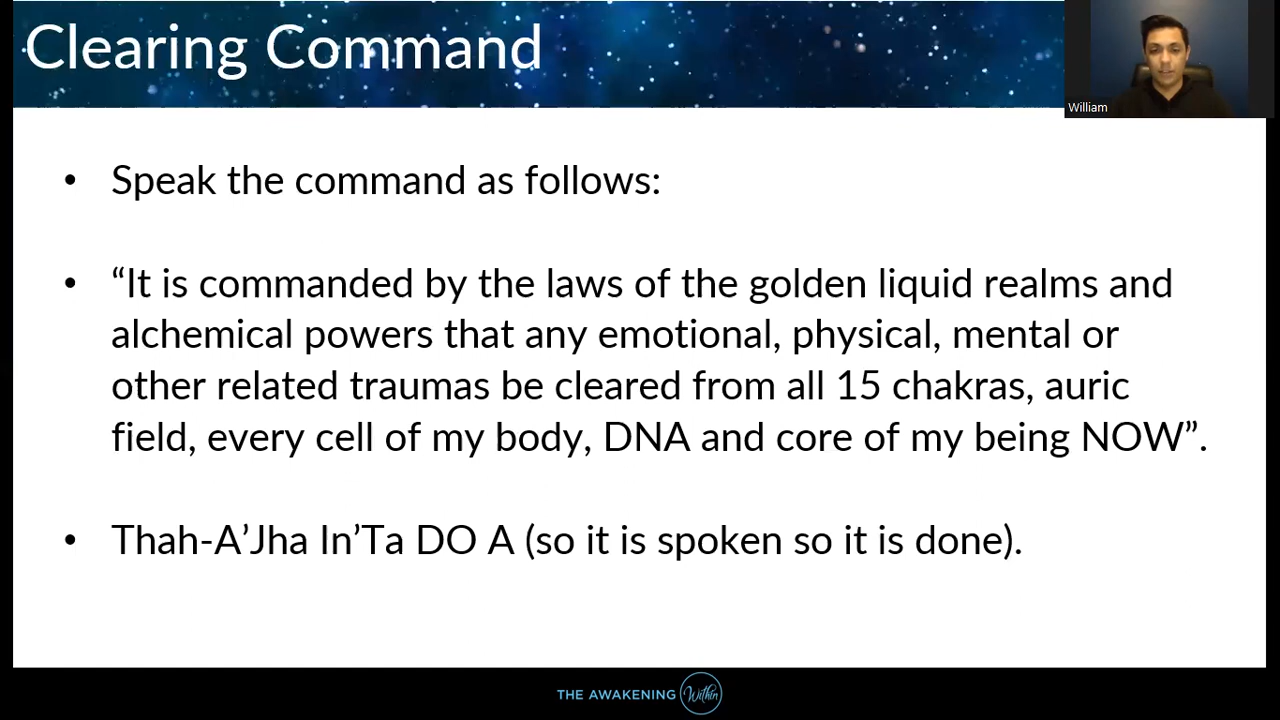 Clearing Command
William
• Speak the command as follows:
• “It is commanded by the laws of the golden liquid realms and
alchemical powers that any emotional, physical, mental or
other related traumas be cleared from all 15 chakras, auric
field, every cell of my body, DNA and core of my being NOW”.
• Thah-A’Jha In’Ta DO A (so it is spoken so it is done).
THE AWAKENING Within